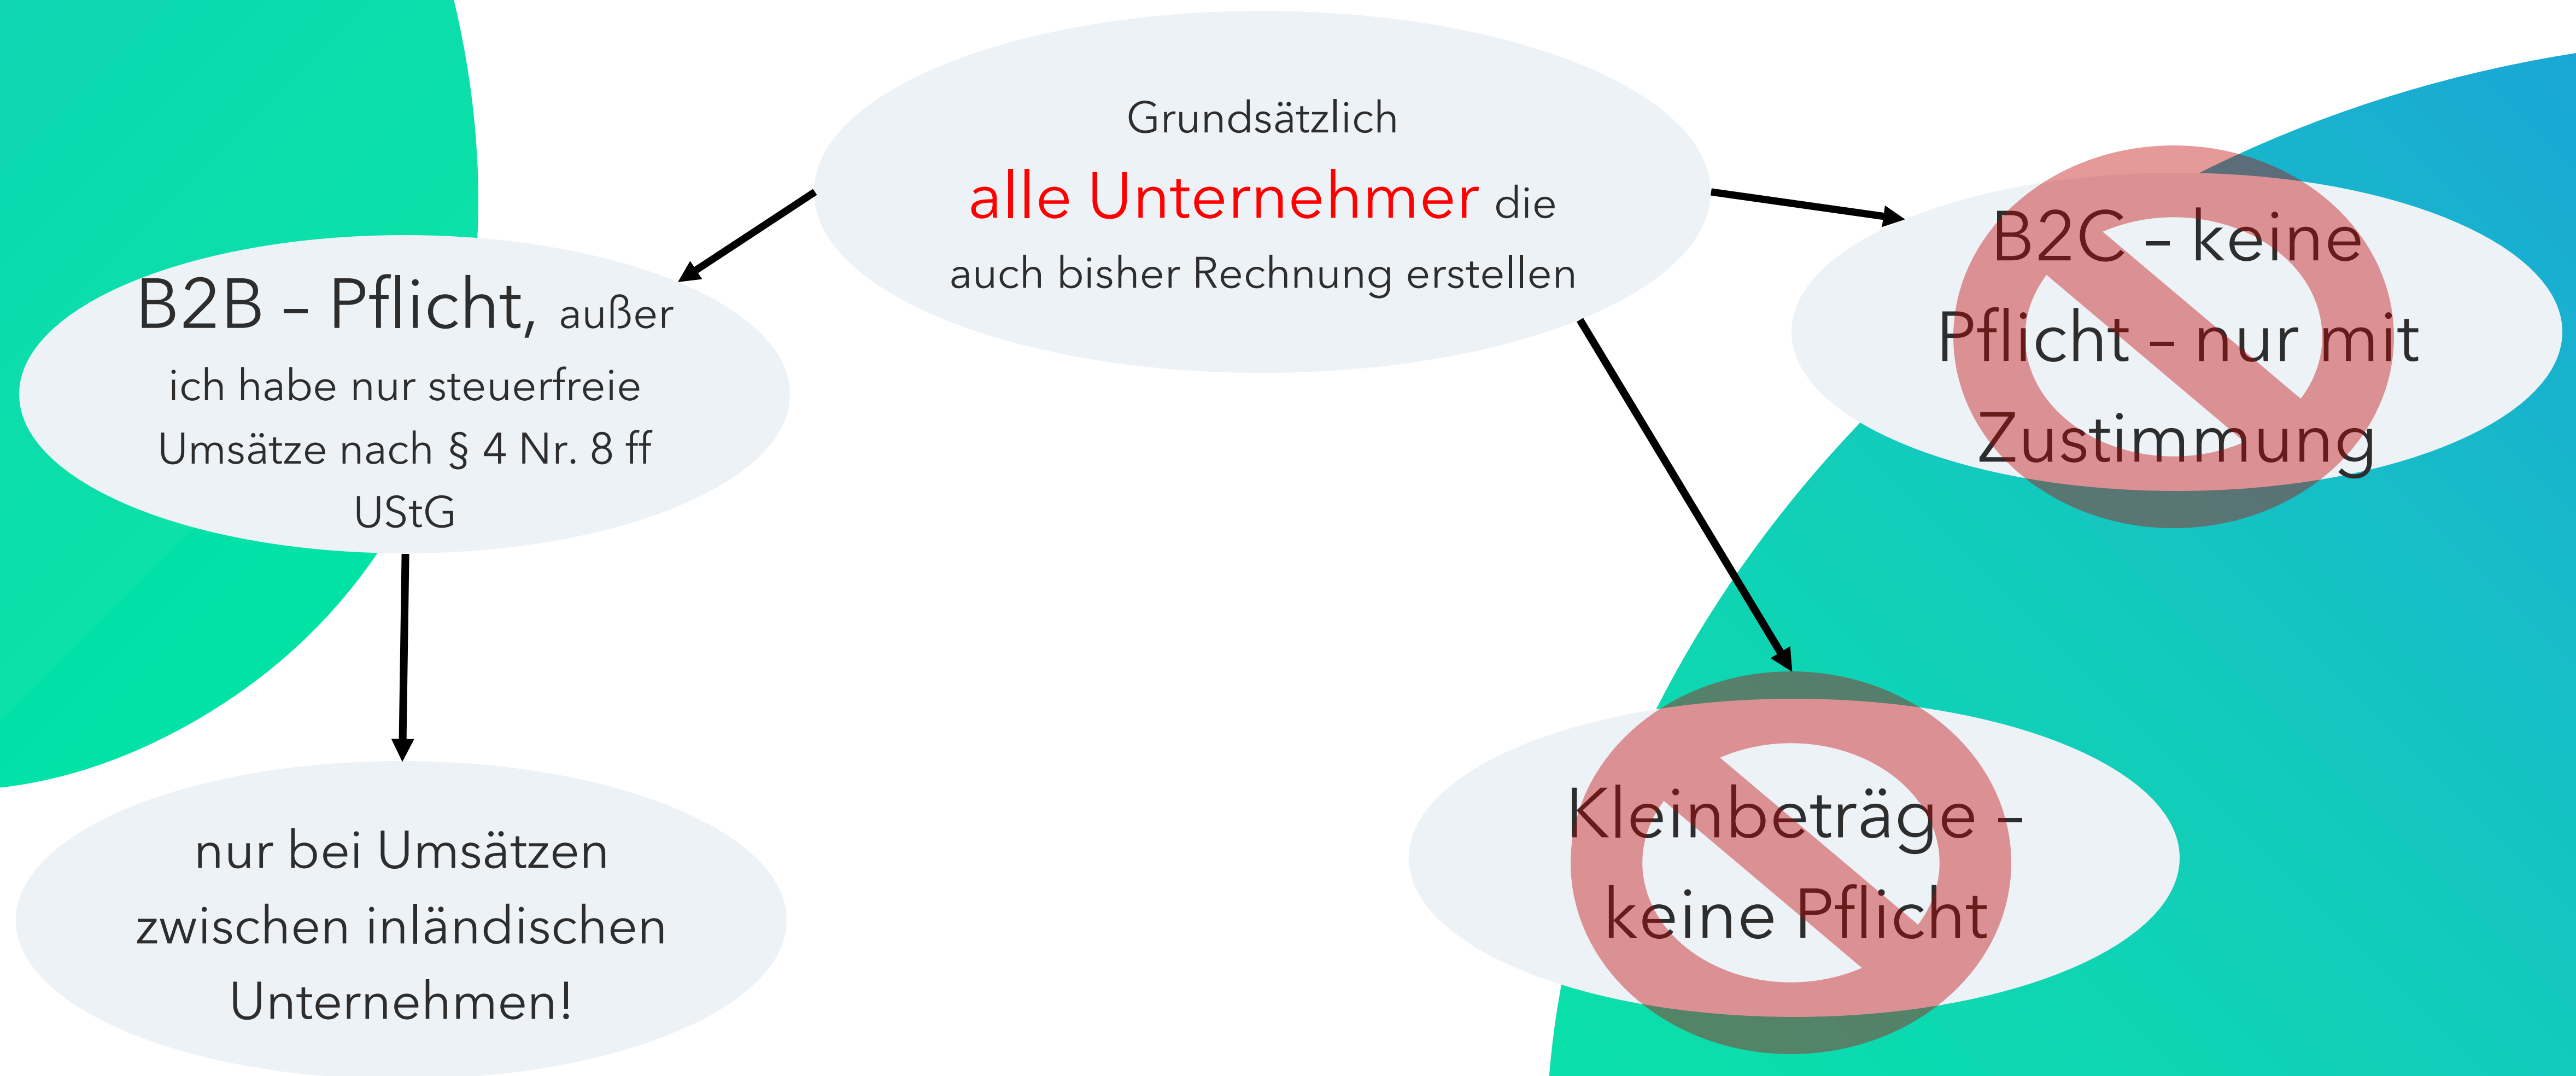 Grundsätzlich
alle Unternehmer die
auch bisher Rechnung erstellen
B2B – Pflicht, außer
ich habe nur steuerfreie
Umsätze nach § 4 Nr. 8 ff
UStG
B2C – keine
Pflicht – nur mit
Zustimmung
nur bei Umsätzen
zwischen inländischen
Unternehmen!
Kleinbeträge –
keine Pflicht